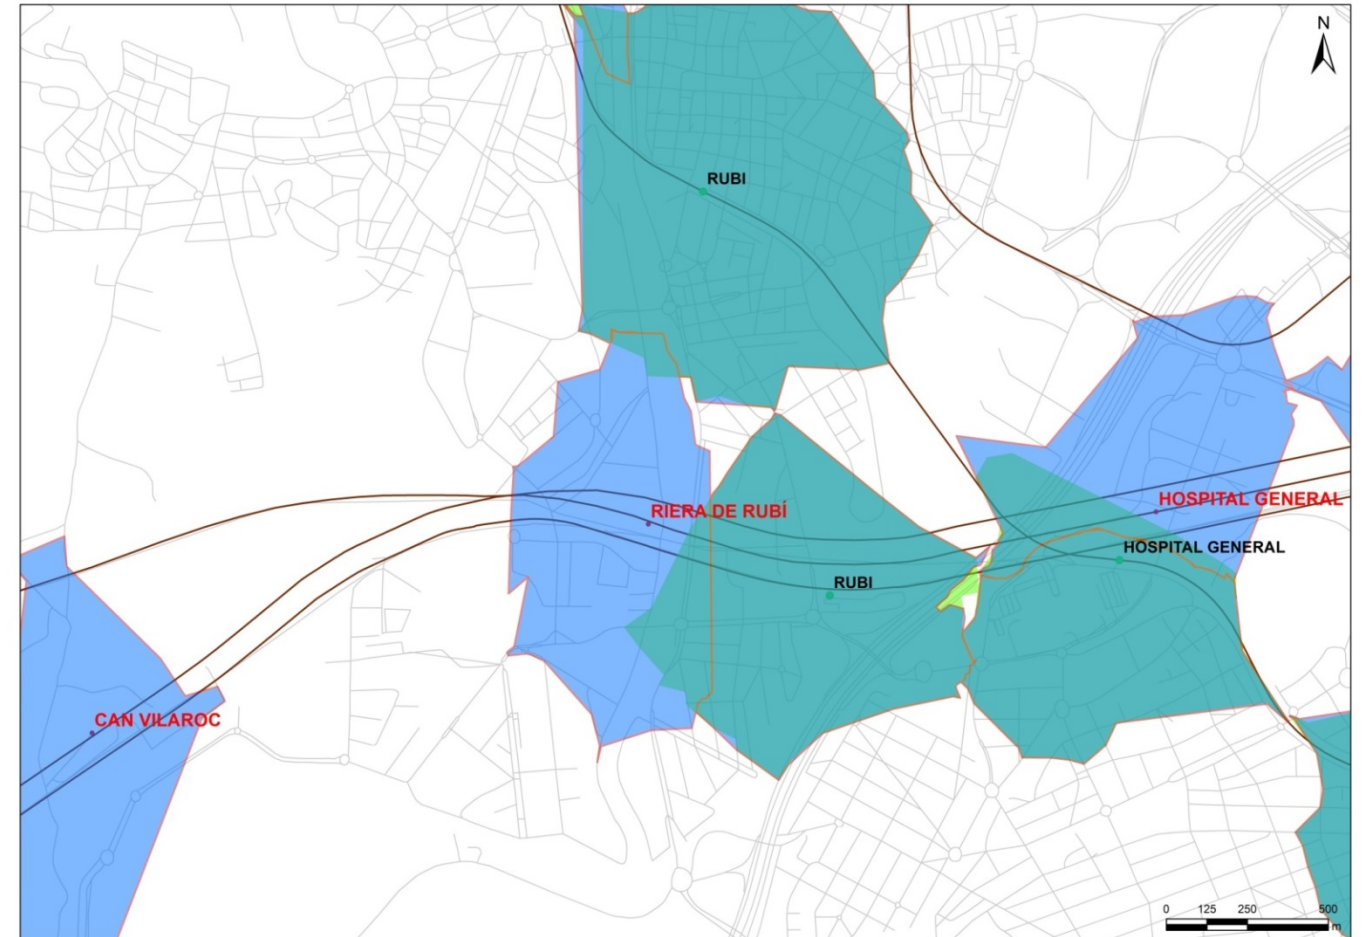 N
RUBI
RIERA DE RUBÍ
HOSPITAL GENERAL
HOSPITAL GENERAL
RUBI
CAN VILAROC
0 125 250 500
m